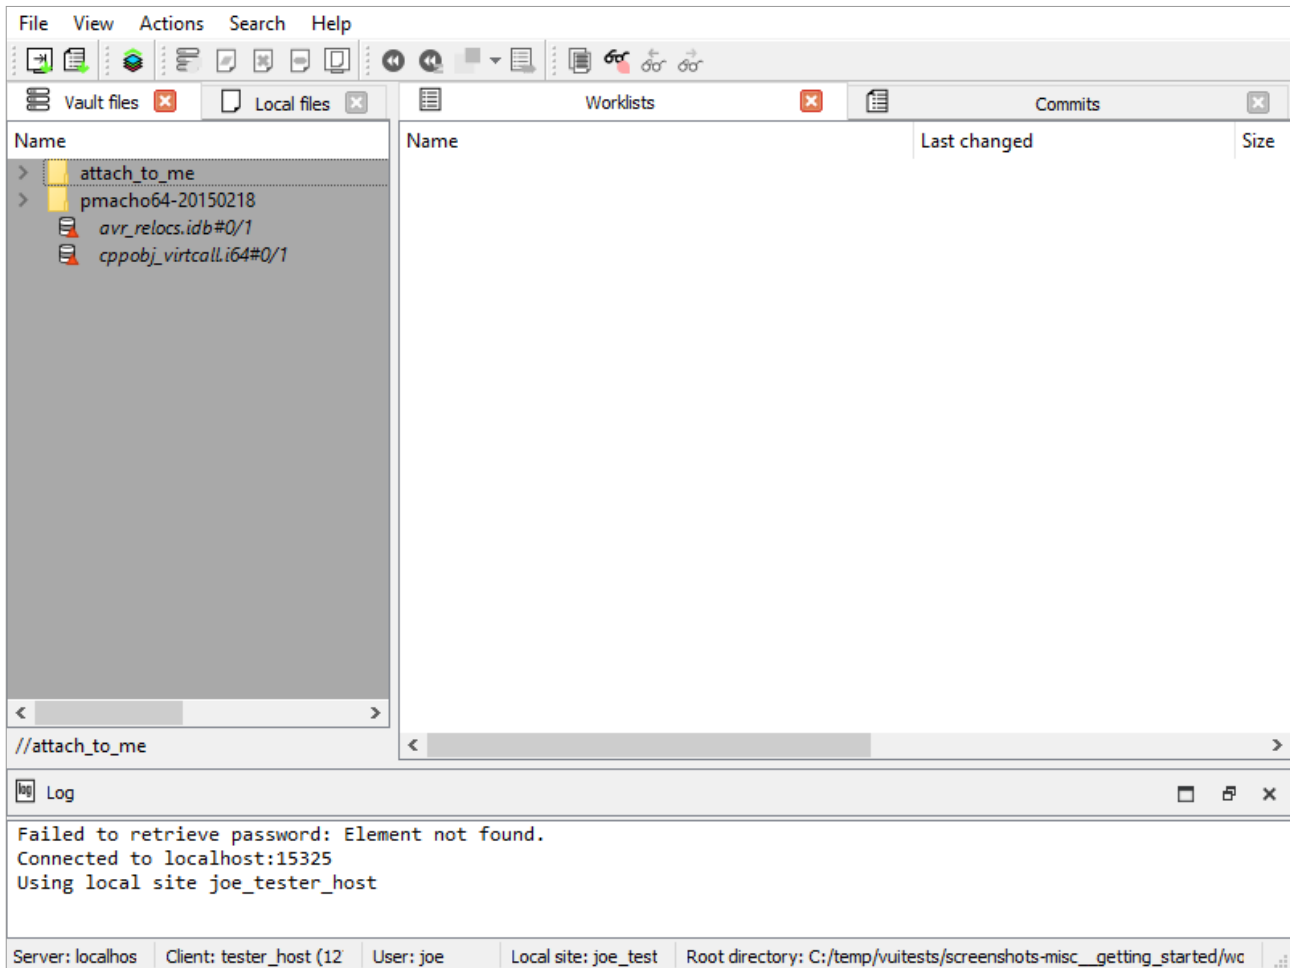 File View Actions Search Help
Vault files Local files Worklists Commits
Name Name Last changed Size
attach_to_me
pmacho64-20150218
avr_relocs.idb#0/1
cppobj_virtcall.i64#0/1
//attach_to_me
log Log
Failed to retrieve password: Element not found.
Connected to localhost:15325
Using local site joe_tester_host
Server: localhos Client: tester_host (12 User: joe Local site: joe_test Root directory: C:/temp/vuitests/screenshots-misc__getting_started/wo